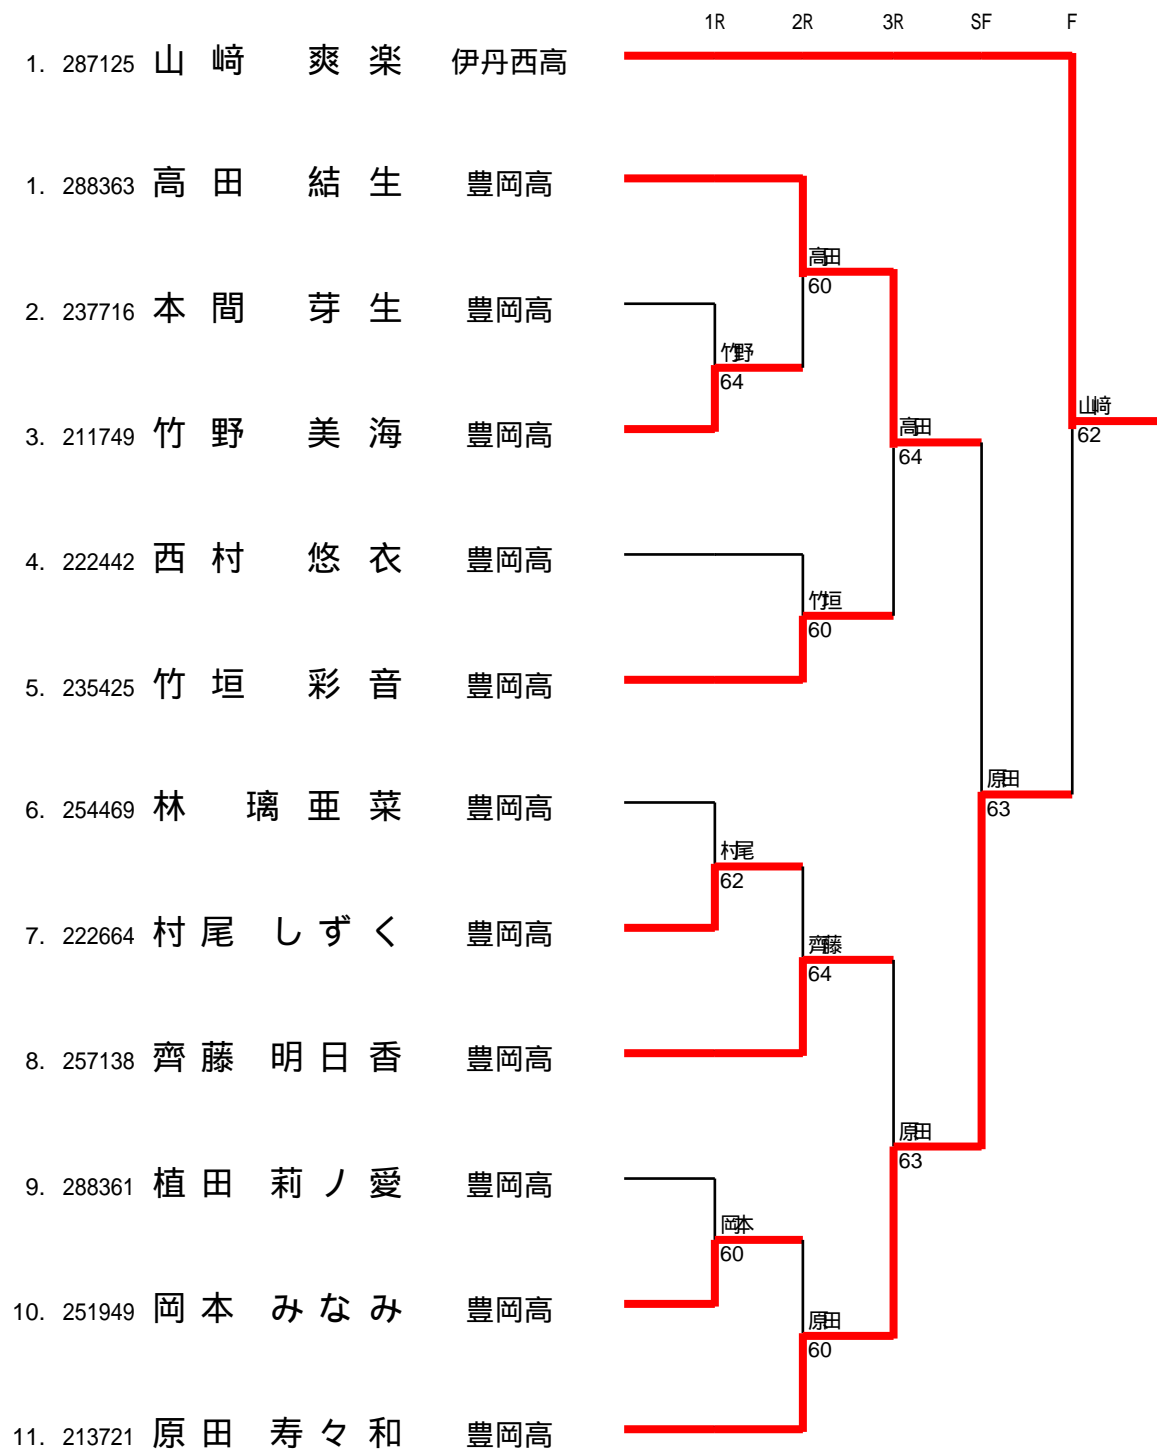 1R 2R 3R SF F
1. 287125 山 﨑 爽 楽 伊丹西高
1. 288363 高 田 結 生 豊岡高
高田
60
2. 237716 本 間 芽 生 豊岡高
竹野
64
山﨑
62
3. 211749 竹 野 美 海 豊岡高
高田
64
4. 222442 西 村 悠 衣 豊岡高
竹垣
60
5. 235425 竹 垣 彩 音 豊岡高
原田
63
6. 254469 林 璃 亜 菜 豊岡高
村尾
62
7. 222664 村 尾 し ず く 豊岡高
齊藤
64
8. 257138 齊 藤 明 日 香 豊岡高
原田
63
9. 288361 植 田 莉 ノ 愛 豊岡高
岡本
60
10. 251949 岡 本 み な み 豊岡高
原田
60
11. 213721 原 田 寿 々 和 豊岡高